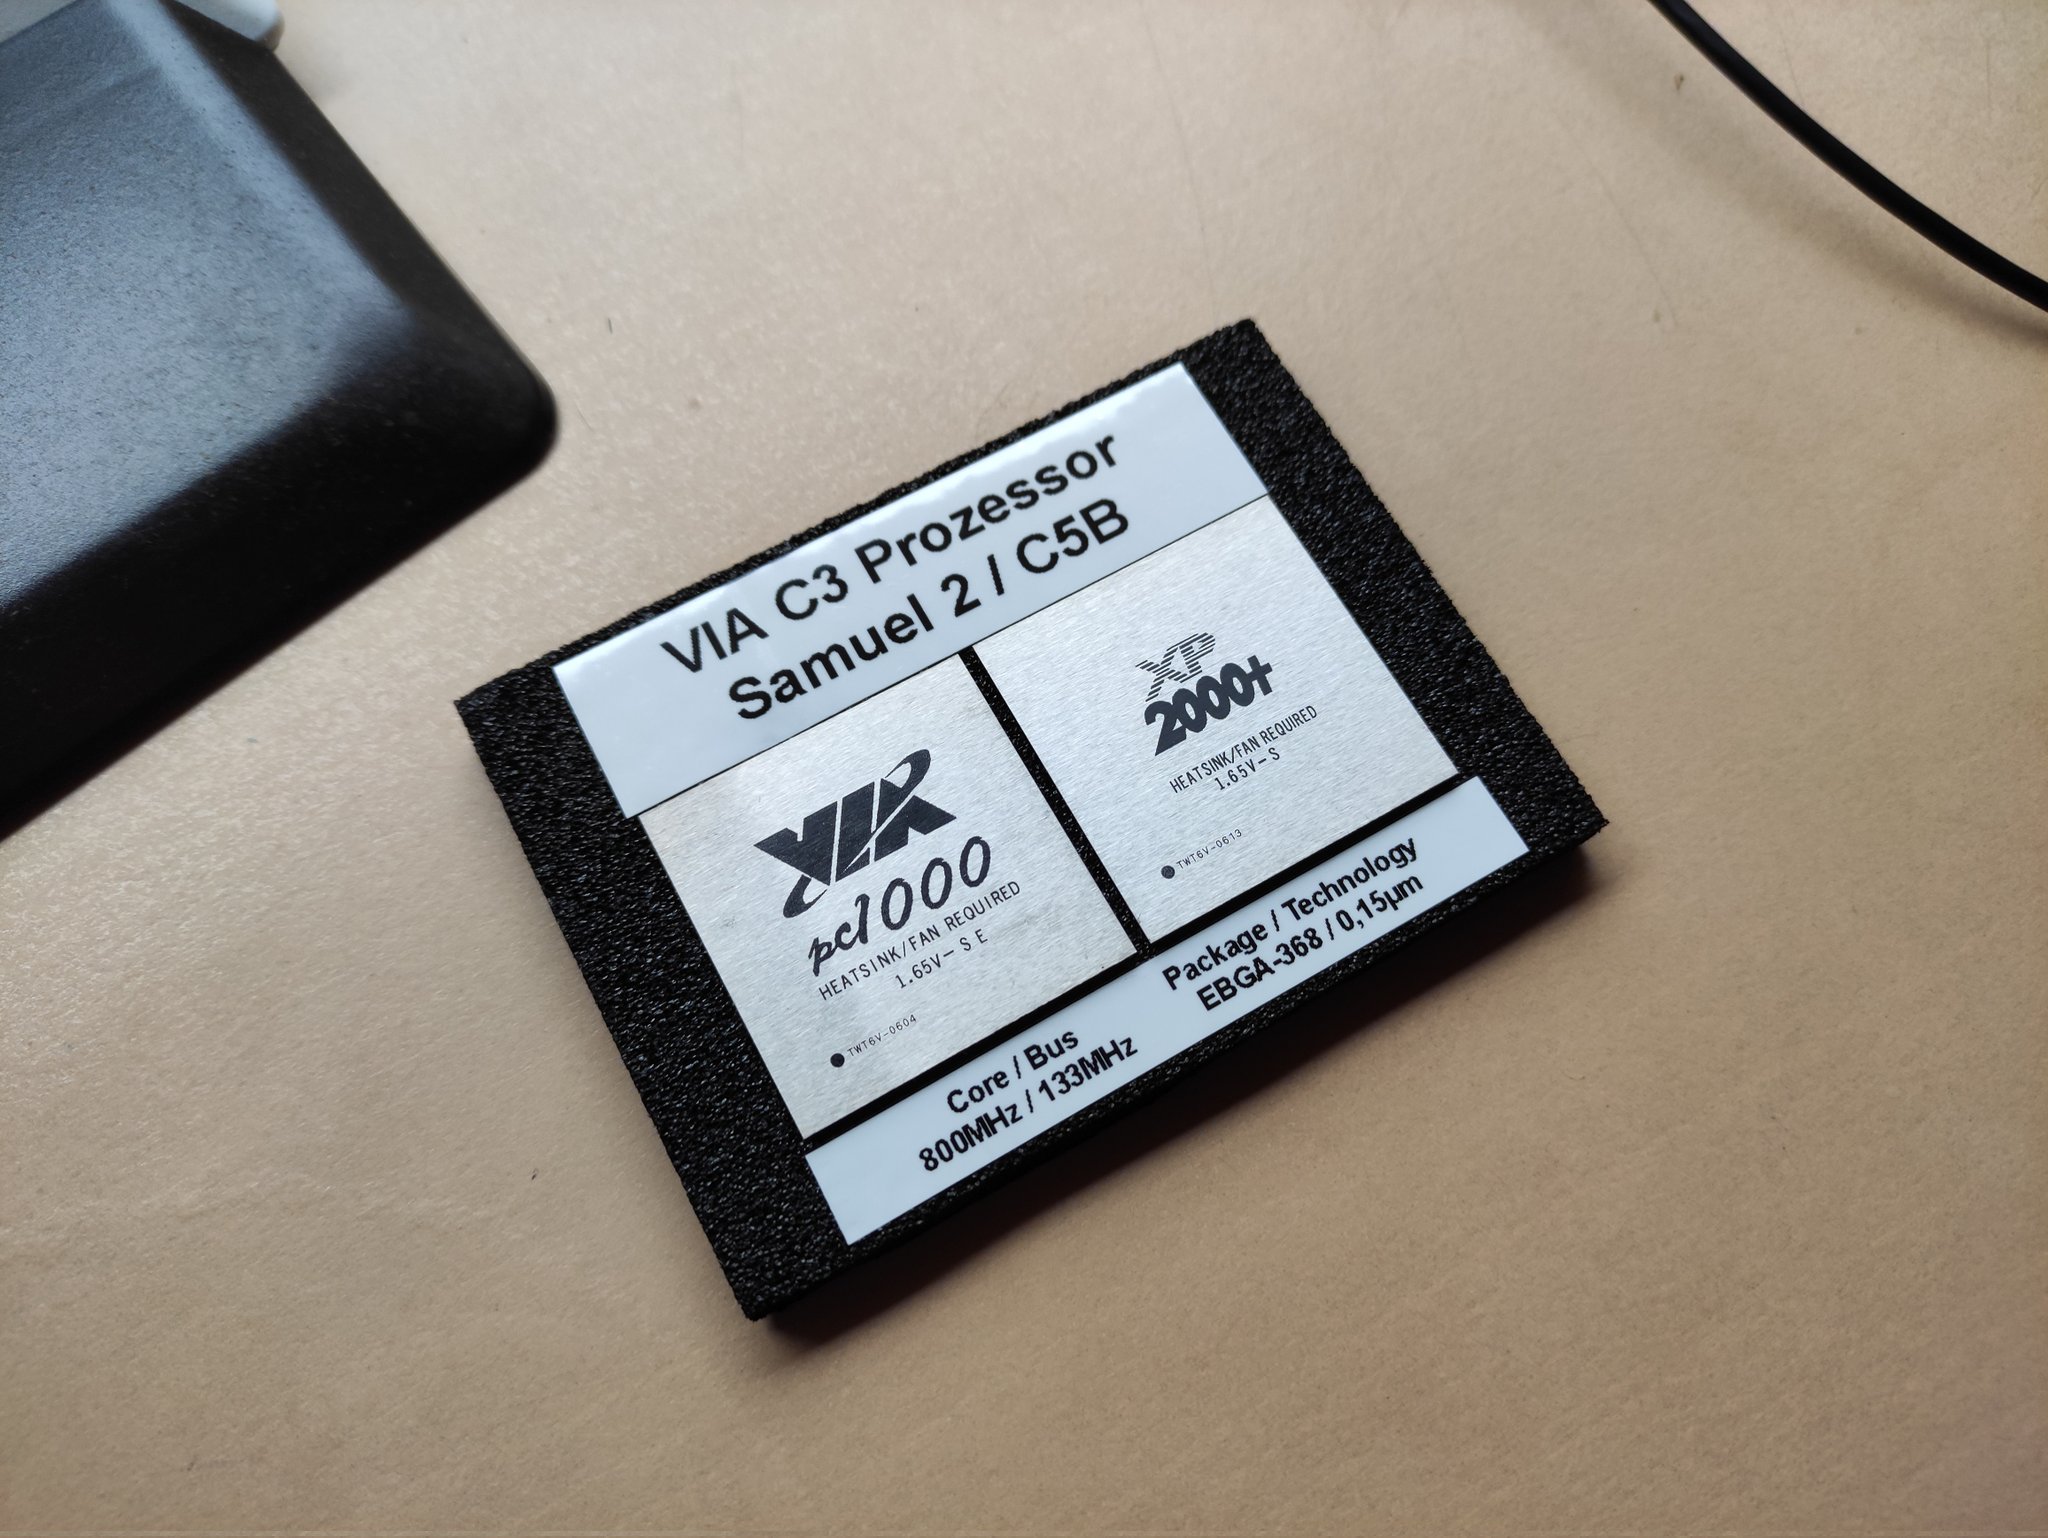 VIA C3 Prozessor
Samuel 2 / C5B
VIA
pc1000
HEATSINK/FAN REQUIRED
1.65V- S E
TWT6V-0604
XP
2000+
HEATSINK/FAN REQUIRED
1.65V- S
TWT6V-0613
Core / Bus
800MHz / 133MHz
Package / Technology
EBGA-368 / 0,15µm